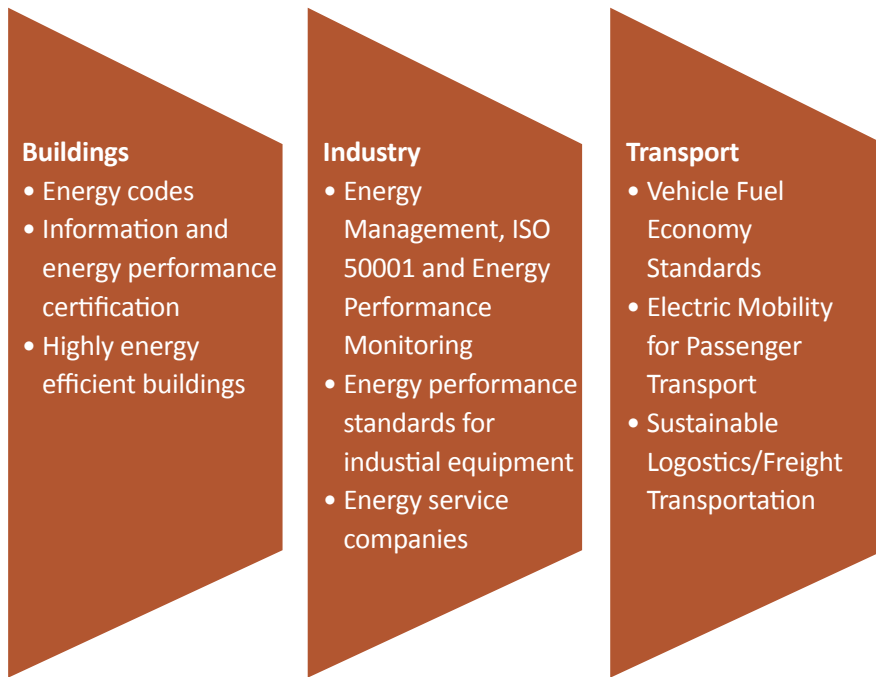 Buildings
• Energy codes
• Information and
energy performance
certification
• Highly energy
efficient buildings
Industry
• Energy
Management, ISO
50001 and Energy
Performance
Monitoring
• Energy performance
standards for
industial equipment
• Energy service
companies
Transport
• Vehicle Fuel
Economy
Standards
• Electric Mobility
for Passenger
Transport
• Sustainable
Logostics/Freight
Transportation